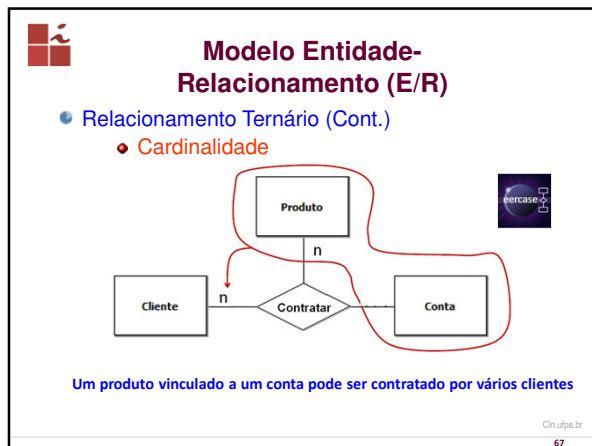 Modelo Entidade-
Relacionamento (E/R)
Relacionamento Ternário (Cont.)
Cardinalidade
Produto
eercase
n
Cliente
n
Contratar
Conta
Um produto vinculado a um conta pode ser contratado por vários clientes
CIn.ufpe.br
67